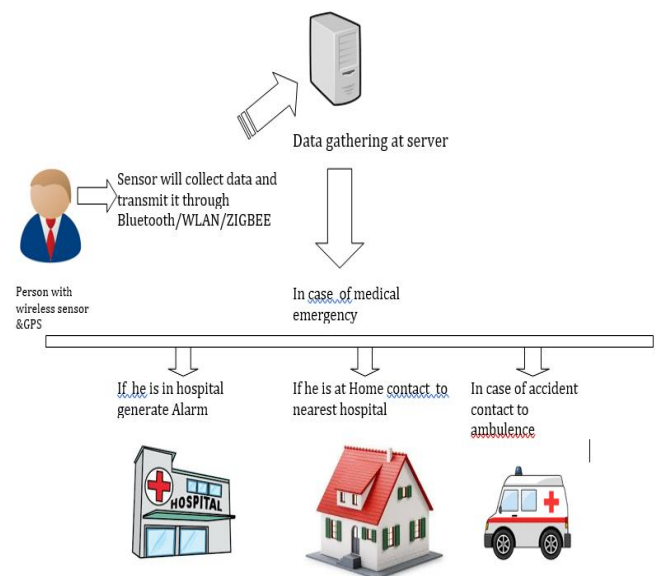 Data gathering at server
Sensor will collect data and
transmit it through
Bluetooth/WLAN/ZIGBEE
Person with
wireless sensor
&GPS
In case of medical
emergency
If he is in hospital
generate Alarm
If he is at Home contact to
nearest hospital
In case of accident
contact to
ambulence
HOSPITAL